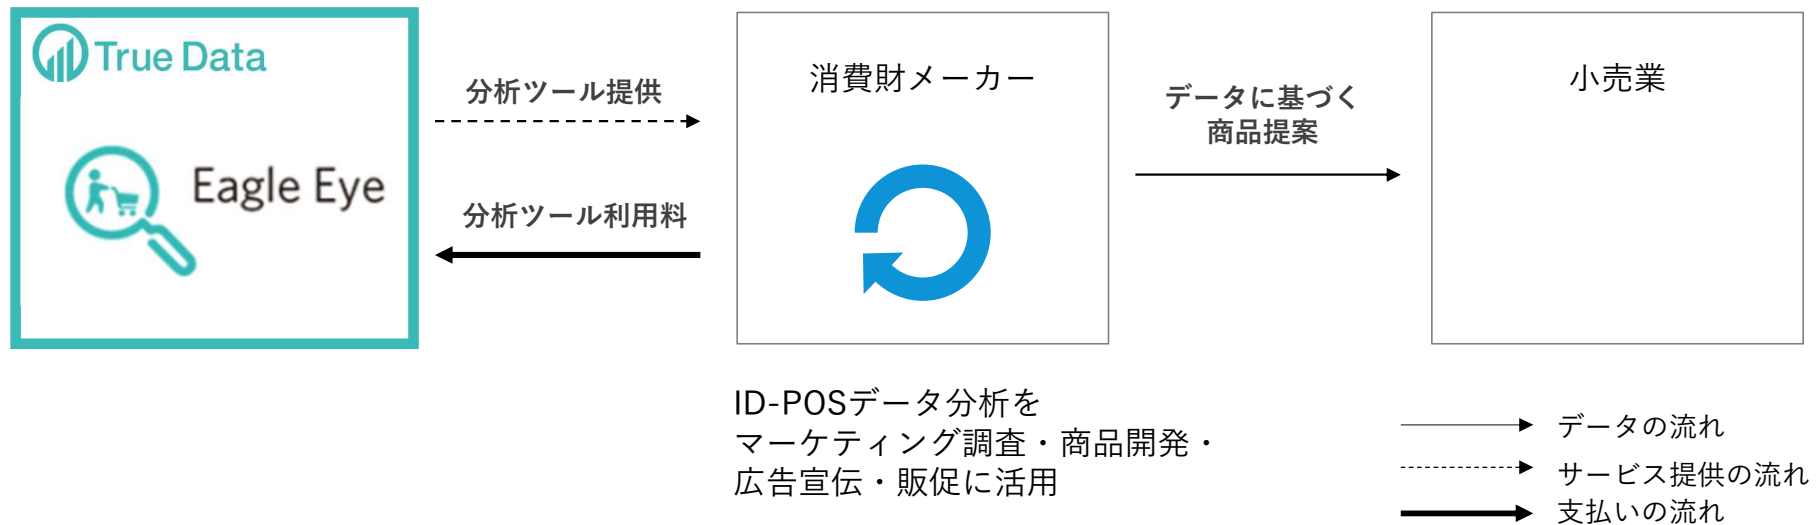 True Data
Eagle Eye
分析ツール提供
分析ツール利用料
消費財メーカー
データに基づく
商品提案
小売業
ID-POSデータ分析を
マーケティング調査・商品開発・
広告宣伝・販促に活用
データの流れ
サービス提供の流れ
支払いの流れ